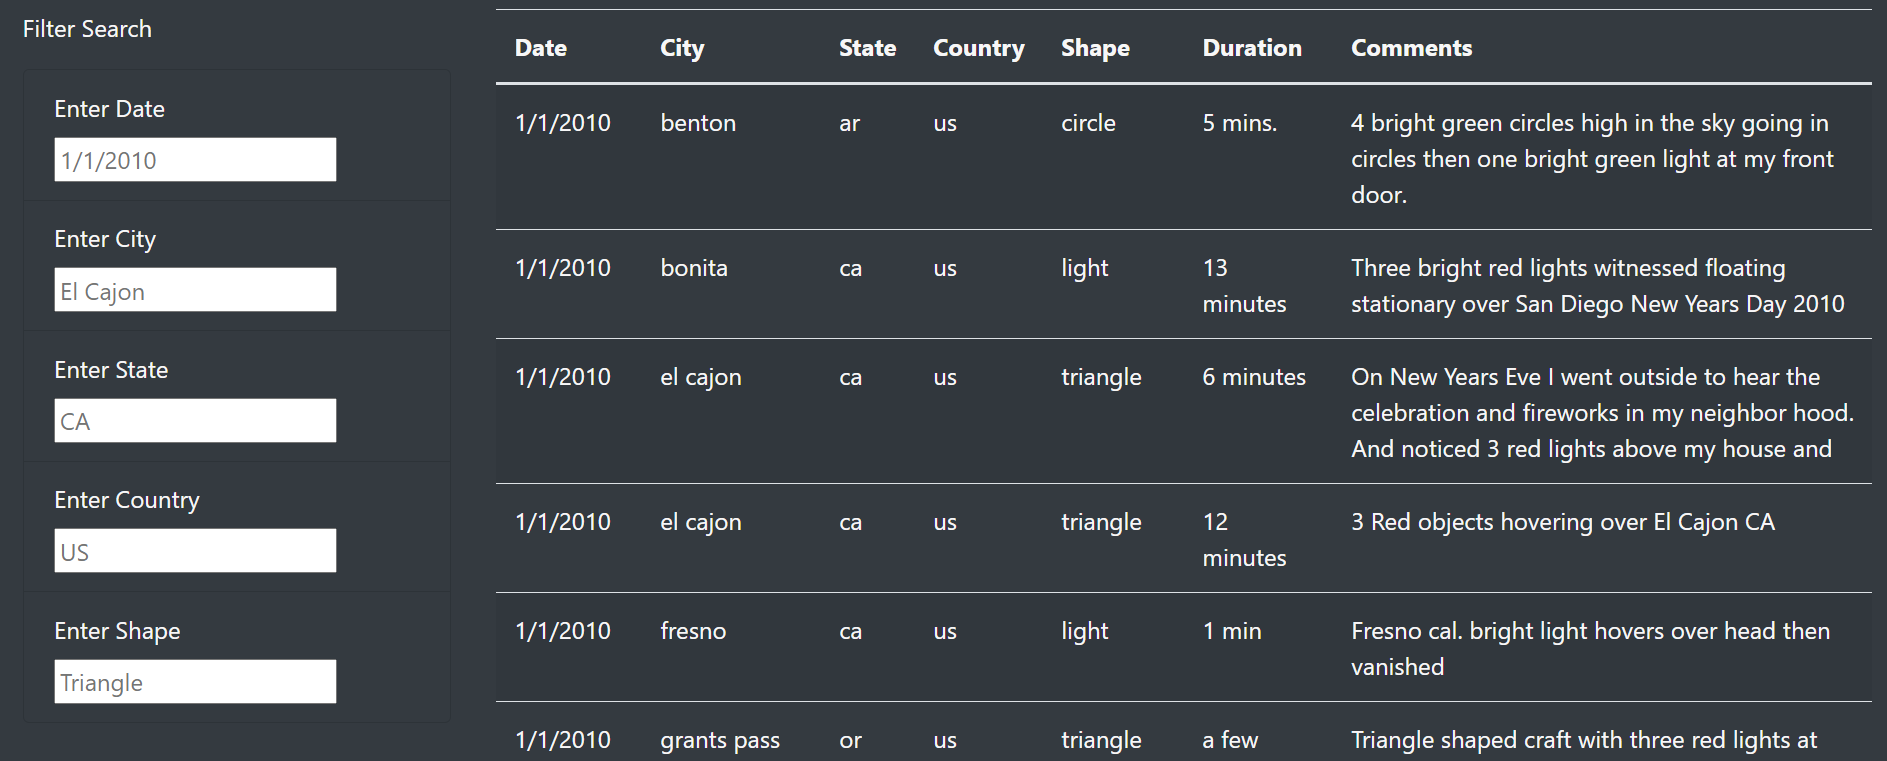 Filter Search
Enter Date
1/1/2010
Enter City
El Cajon
Enter State
CA
Enter Country
US
Enter Shape
Triangle
Date City State Country Shape Duration Comments
1/1/2010 benton ar us circle 5 mins. 4 bright green circles high in the sky going in
circles then one bright green light at my front
door.
1/1/2010 bonita ca us light 13 Three bright red lights witnessed floating
minutes stationary over San Diego New Years Day 2010
1/1/2010 el cajon ca us triangle 6 minutes On New Years Eve I went outside to hear the
celebration and fireworks in my neighbor hood.
And noticed 3 red lights above my house and
1/1/2010 el cajon ca us triangle 12 3 Red objects hovering over El Cajon CA
minutes
1/1/2010 fresno ca us light 1 min Fresno cal. bright light hovers over head then
vanished
1/1/2010 grants pass or us triangle a few Triangle shaped craft with three red lights at